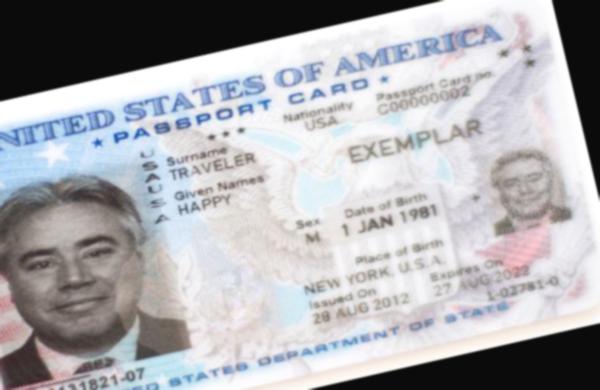 UNITED STATES OF AMERICA
PASSPORT CARD
Nationality
USA
Passport Card no.
C00000002
USA
USA
Surname
TRAVELER
Given Names
HAPPY
EXEMPLAR
Sex
M
Date of Birth
1 JAN 1981
Place of Birth
NEW YORK, U.S.A.
Issued On
28 AUG 2012
Expires On
27 AUG 2022
L-02781-0
131821-07
STATES DEPARTMENT OF STATE